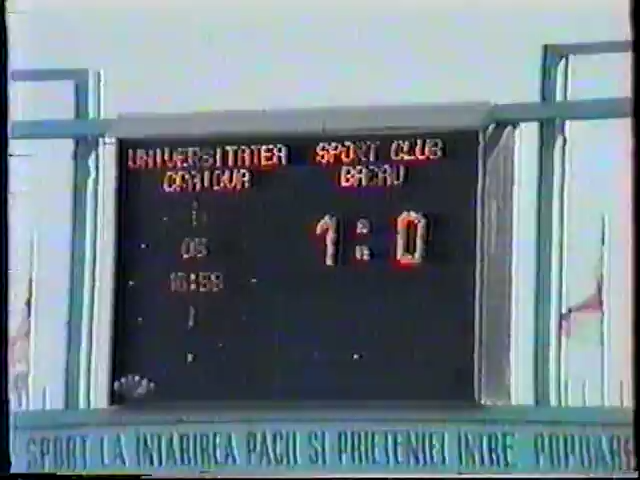 UNIVERSITATEA SPORT CLUB
CRAIOVA BACAU
1:0
05
16:58
SPORT LA INTARIREA PACII SI PRIETENIEI INTRE POPOARE